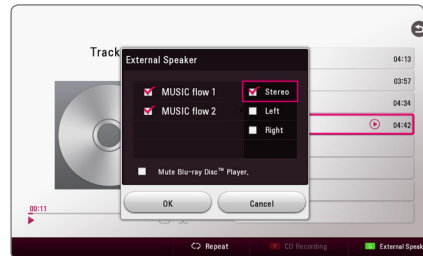 Track
External Speaker
04:13
03:57
MUSIC flow 1
Stereo
04:34
MUSIC flow 2
Left
04:42
Right
Mute Blu-ray Disc™ Player.
OK
Cancel
00:11
Repeat
CD Recording
G External Speak